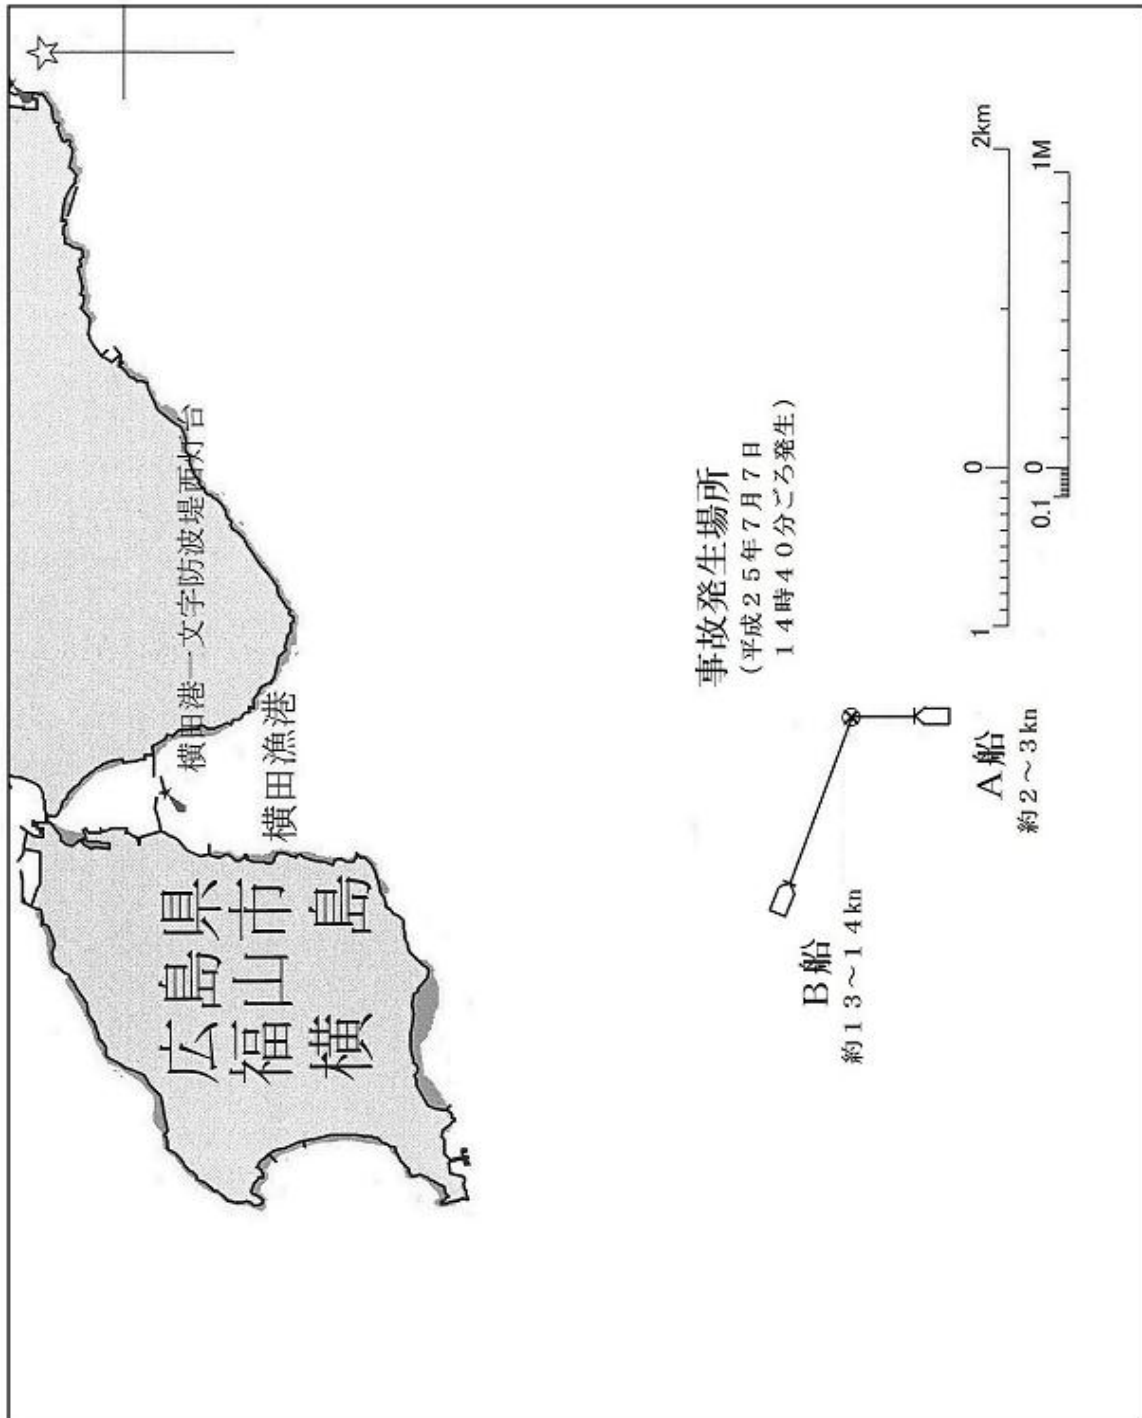 横田港一文字防波堤西灯台
横田漁港
広島県
福山市
横島
事故発生場所
(平成25年7月7日
14時40分ごろ発生)
B船
約13~14kn
A船
約2~3kn
1 0 2km
0.1 0 1M